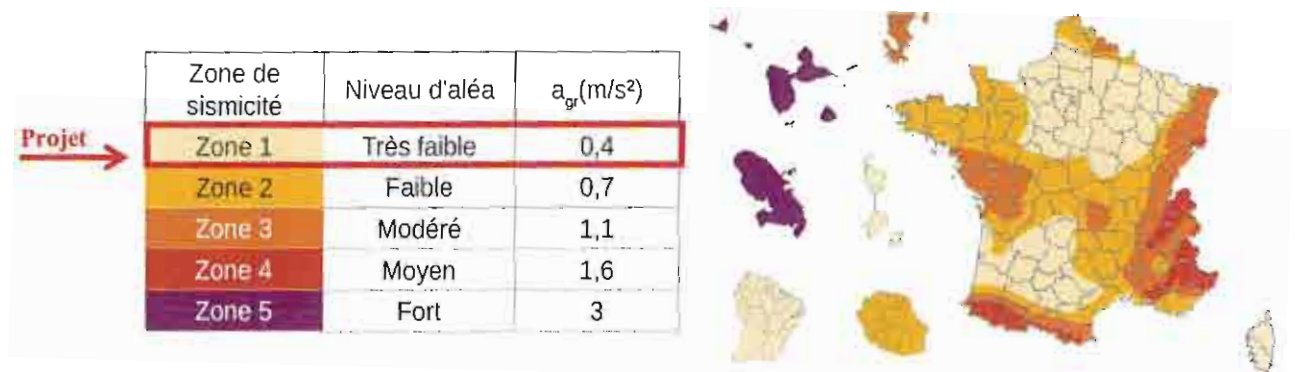 Zone de sismicité Niveau d'aléa a_gr(m/s²)
Projet
Zone 1 Très faible 0,4
Zone 2 Faible 0,7
Zone 3 Modéré 1,1
Zone 4 Moyen 1,6
Zone 5 Fort 3